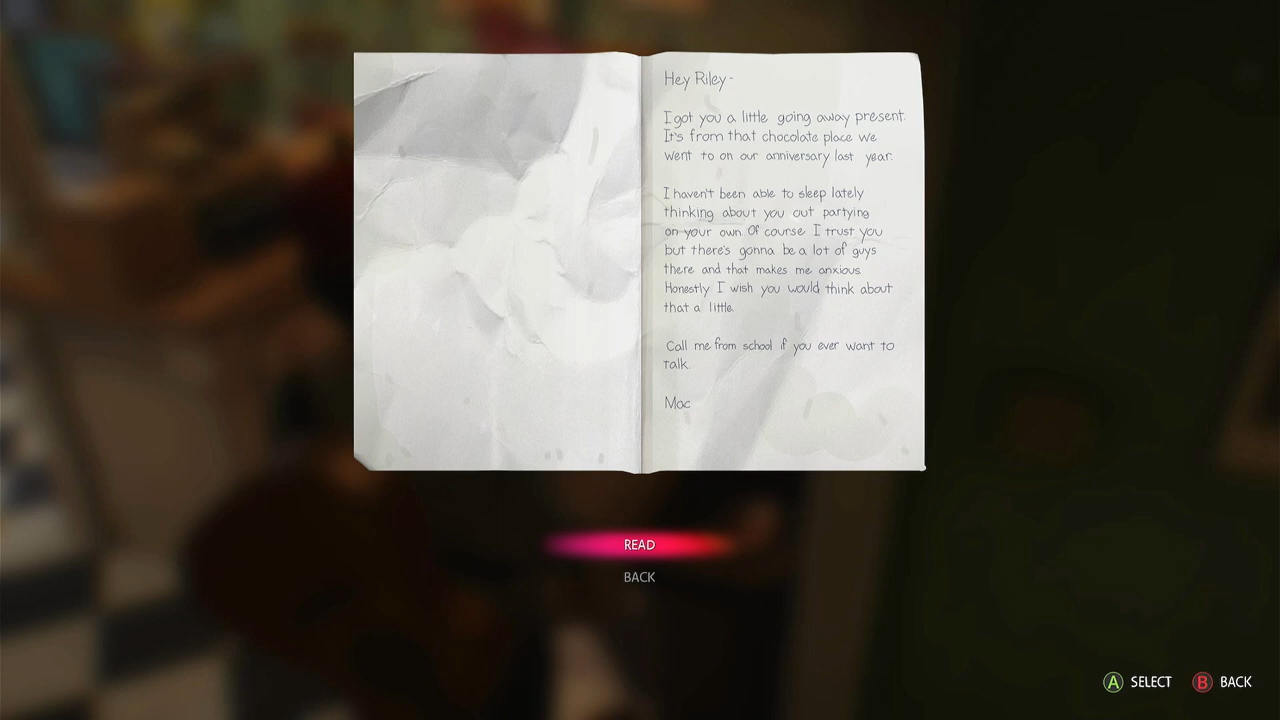 Hey Riley-
I got you a little going away present.
It's from that chocolate place we
went to on our anniversary last year.
I haven't been able to sleep lately
thinking about you out partying
on your own. Of course I trust you
but there's gonna be a lot of guys
there and that makes me anxious.
Honestly I wish you would think about
that a little.
Call me from school if you ever want to
talk.
Mac
READ
BACK
A SELECT B BACK